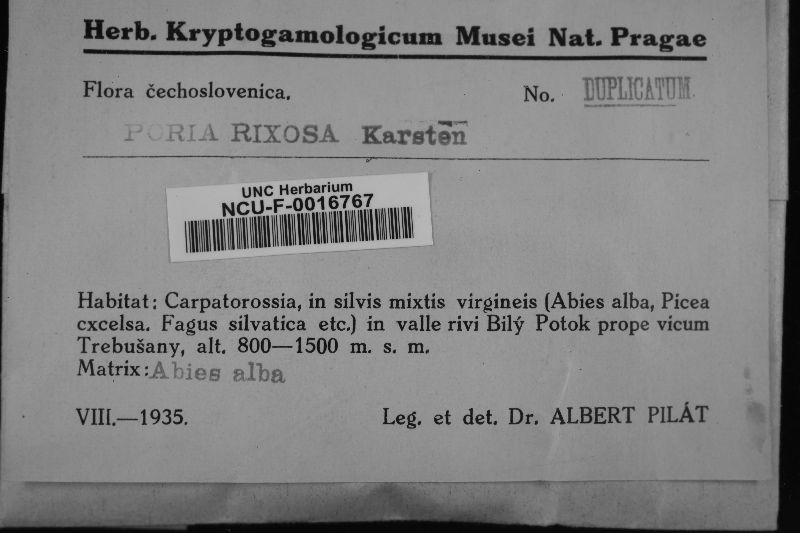 Herb. Kryptogamologicum Musei Nat. Pragae
Flora čechoslovenica. No. DUPLICATUM.
PORIA RIXOSA Karsten
UNC Herbarium
NCU-F-0016767
Habitat: Carpatorossia, in silvis mixtis virgineis (Abies alba, Picea
cxcelsa. Fagus silvatica etc.) in valle rivi Bilý Potok prope vicum
Trebušany, alt. 800—1500 m. s. m.
Matrix: Abies alba
VIII.—1935. Leg. et det. Dr. ALBERT PILÁT